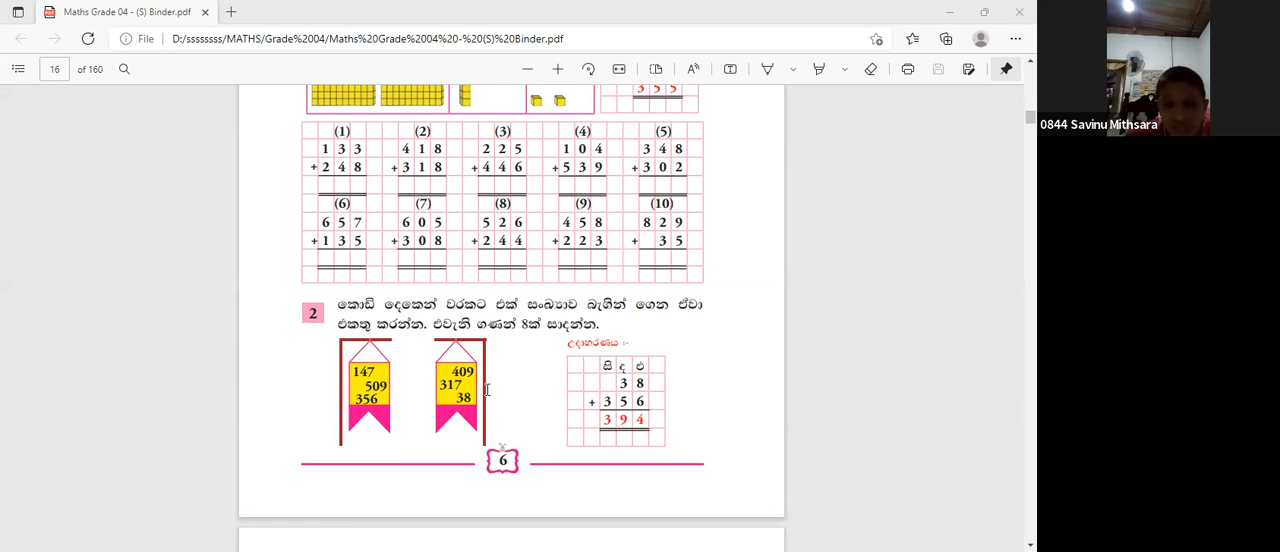 Maths Grade 04 - (S) Binder.pdf
File D:/ssssssss/MATHS/Grade%2004/Maths%20Grade%2004%20-%20(S)%20Binder.pdf
16 of 160
3 5 5
(1) (2) (3) (4) (5)
1 3 3 4 1 8 2 2 5 1 0 4 3 4 8
+ 2 4 8 + 3 1 8 + 4 4 6 + 5 3 9 + 3 0 2
(6) (7) (8) (9) (10)
6 5 7 6 0 5 5 2 6 4 5 8 8 2 9
+ 1 3 5 + 3 0 8 + 2 4 4 + 2 2 3 + 3 5
2 කොඩි දෙකෙන් වරකට එක් සංඛ්‍යාව බැගින් ගෙන ඒවා
එකතු කරන්න. එවැනි ගණන් 8ක් සාදන්න.
උදාහරණය :-
147
509
356
409
317
38
සි ද එ
3 8
+ 3 5 6
3 9 4
6
0844 Savinu Mithsara